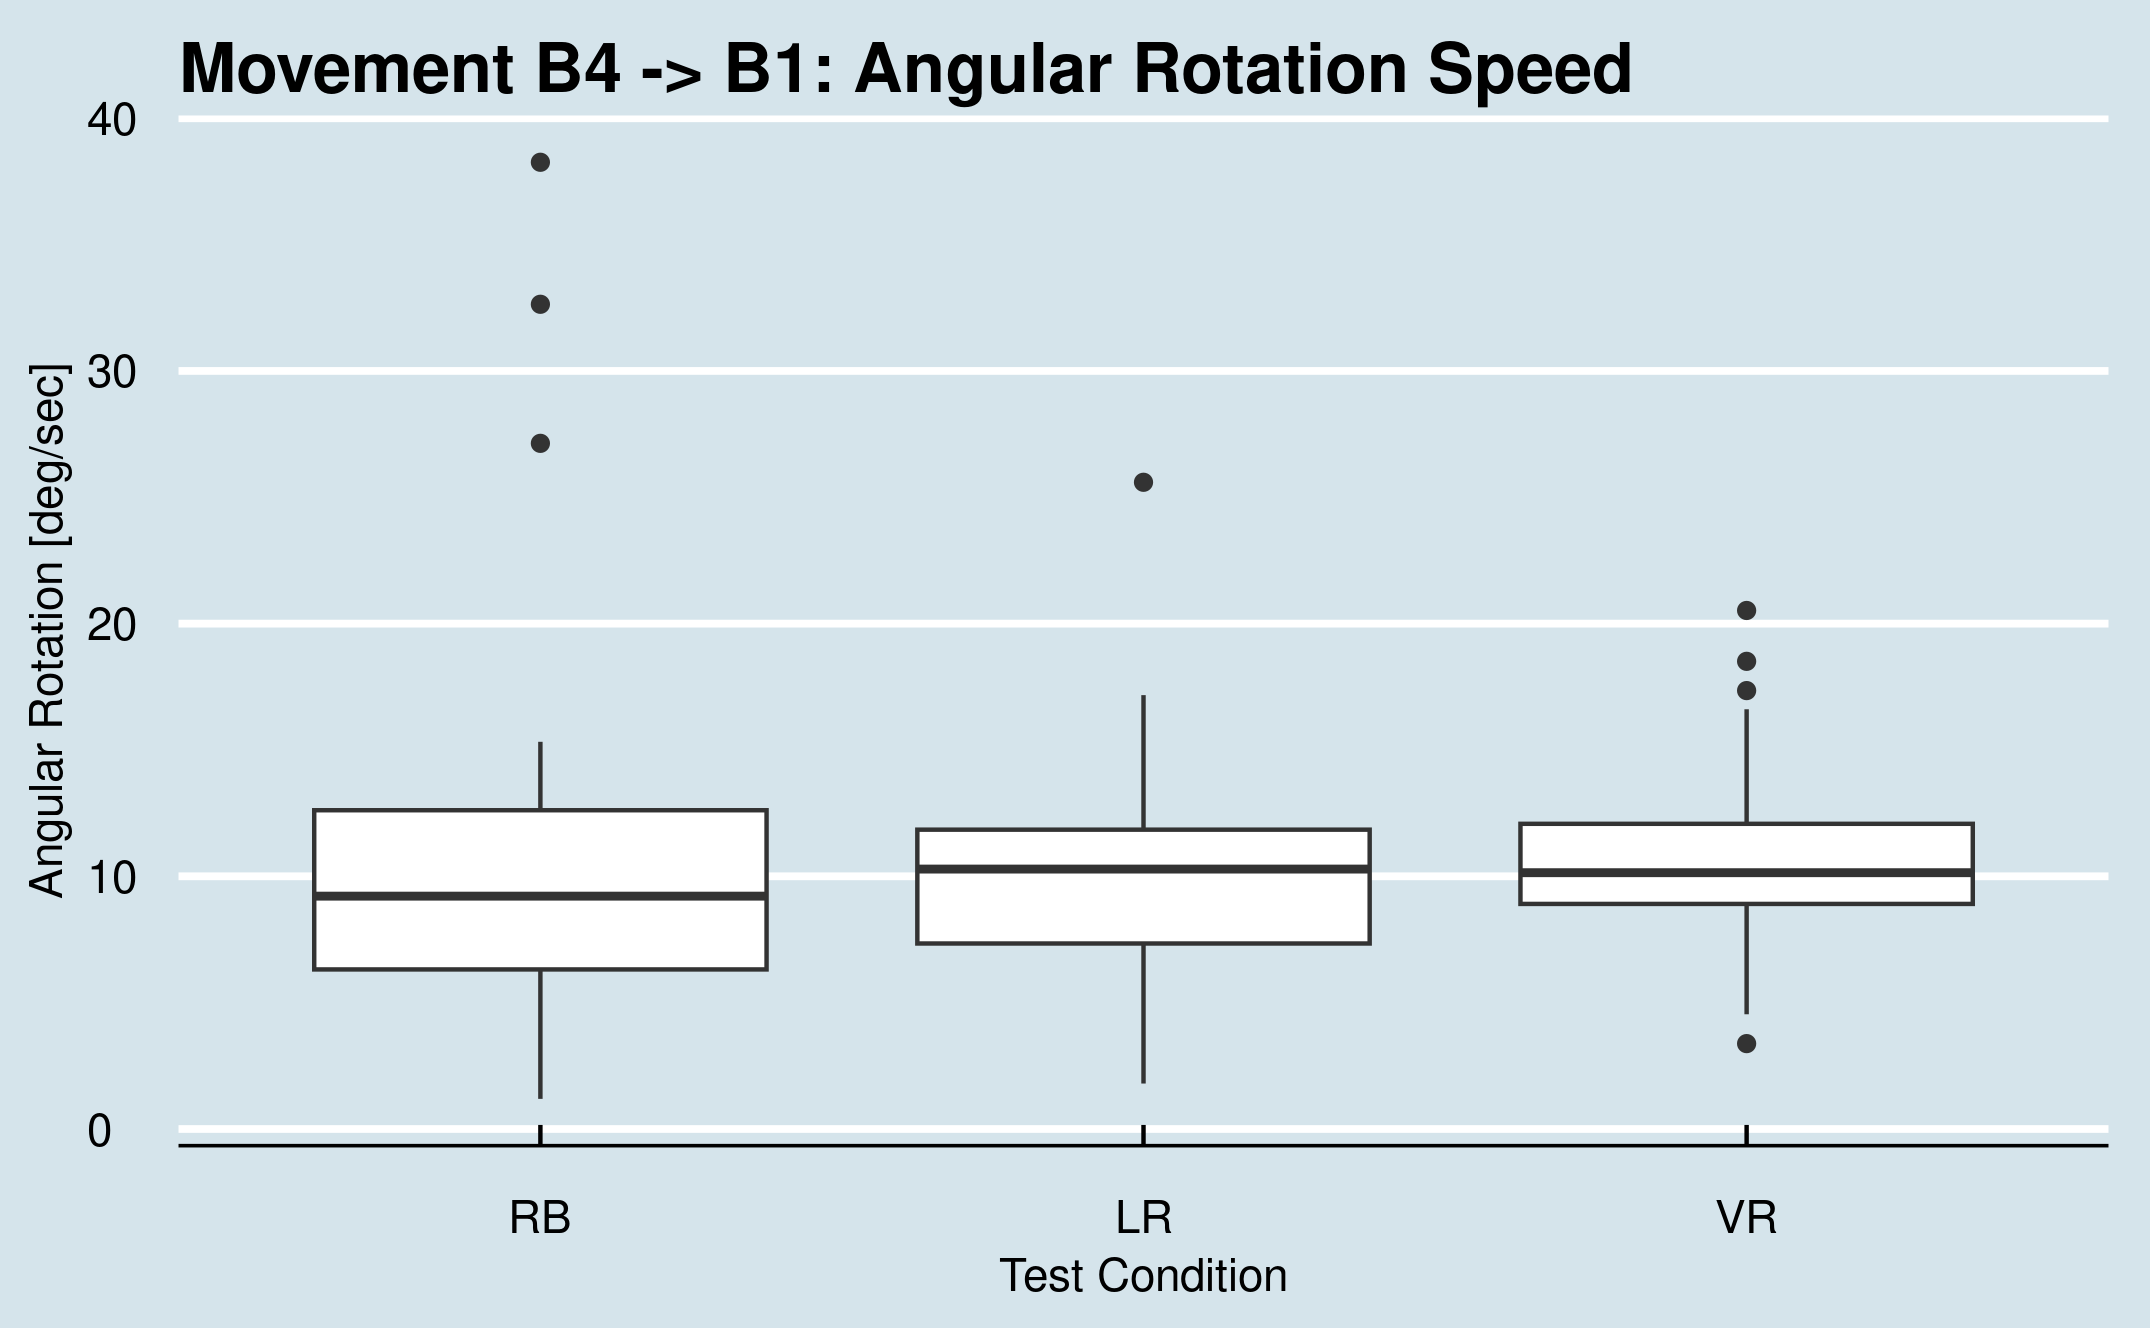 Movement B4 -> B1: Angular Rotation Speed
Angular Rotation [deg/sec]
40
30
20
10
0
RB LR VR
Test Condition